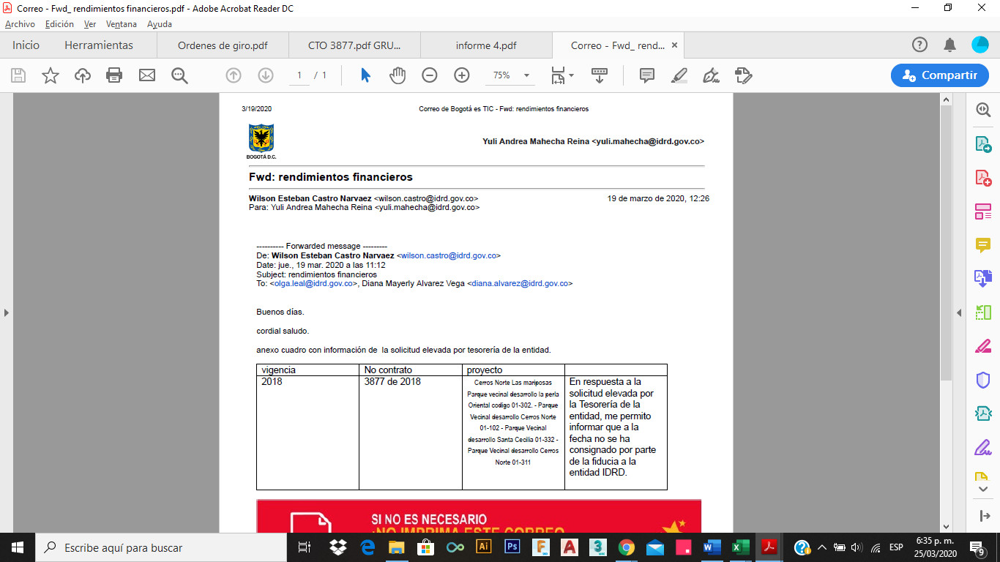 Correo - Fwd_ rendimientos financieros.pdf - Adobe Acrobat Reader DC
Archivo Edición Ver Ventana Ayuda
Inicio Herramientas Ordenes de giro.pdf CTO 3877.pdf GRU... informe 4.pdf Correo - Fwd_ rend... ×
1 / 1 75% Compartir
3/19/2020 Correo de Bogotá es TIC - Fwd: rendimientos financieros
BOGOTÁ D.C.
Yuli Andrea Mahecha Reina <yuli.mahecha@idrd.gov.co>
Fwd: rendimientos financieros
Wilson Esteban Castro Narvaez <wilson.castro@idrd.gov.co> 19 de marzo de 2020, 12:26
Para: Yuli Andrea Mahecha Reina <yuli.mahecha@idrd.gov.co>
---------- Forwarded message ---------
De: Wilson Esteban Castro Narvaez <wilson.castro@idrd.gov.co>
Date: jue., 19 mar. 2020 a las 11:12
Subject: rendimientos financieros
To: <olga.leal@idrd.gov.co>, Diana Mayerly Alvarez Vega <diana.alvarez@idrd.gov.co>
Buenos días.
cordial saludo.
anexo cuadro con información de  la solicitud elevada por tesorería de la entidad.
vigencia No contrato proyecto
2018 3877 de 2018
Cerros Norte Las mariposas
Parque vecinal desarrollo la perla
Oriental codigo 01-302. - Parque
Vecinal desarrollo Cerros Norte
01-102 - Parque Vecinal
desarrollo Santa Cecilia 01-332 -
Parque Vecinal desarrollo Cerros
Norte 01-311
En respuesta a la
solicitud elevada por
la Tesorería de la
entidad, me permito
informar que a la
fecha no se ha
consignado por parte
de la fiducia a la
entidad IDRD.
SI NO ES NECESARIO
¡NO IMPRIMA ESTE CORREO
Escribe aquí para buscar
Ai Ps F A 3 W X
ESP
6:35 p. m.
25/03/2020
9